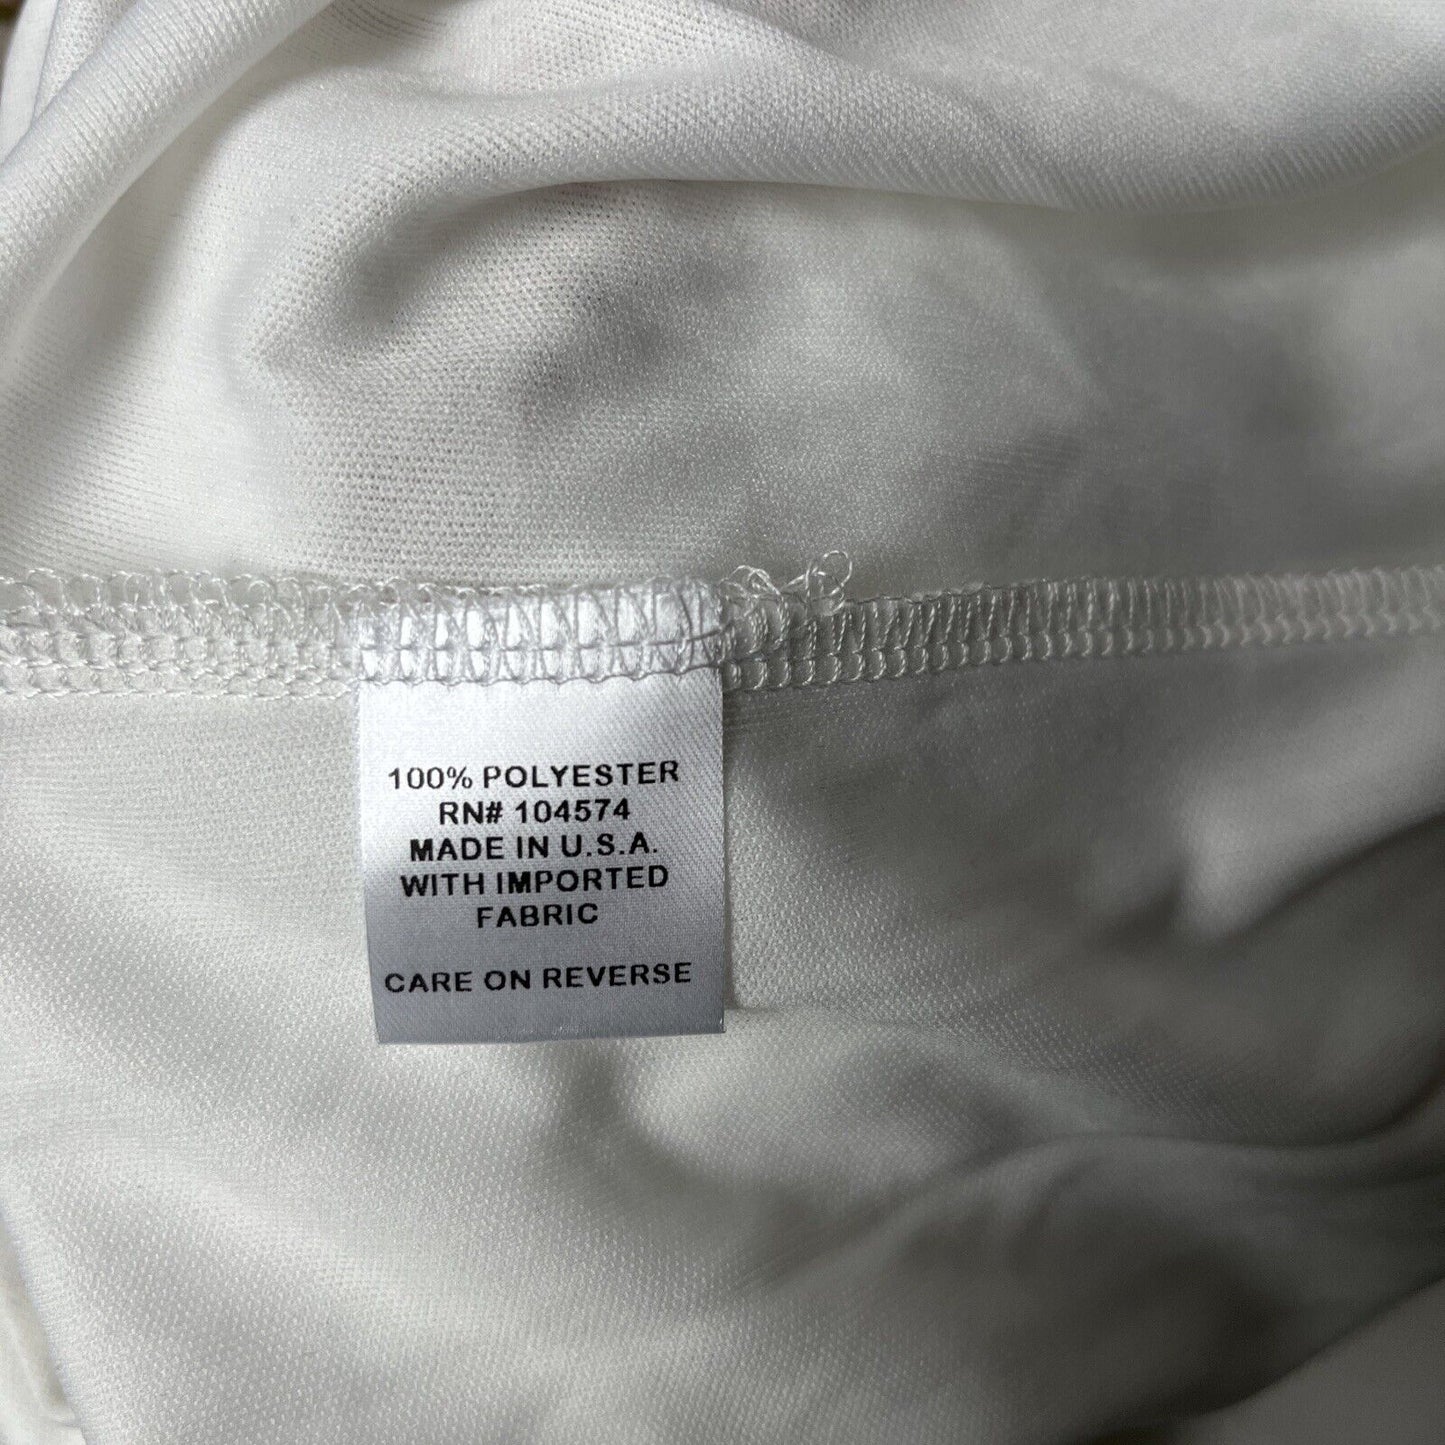 100% POLYESTER
RN# 104574
MADE IN U.S.A.
WITH IMPORTED
FABRIC
CARE ON REVERSE